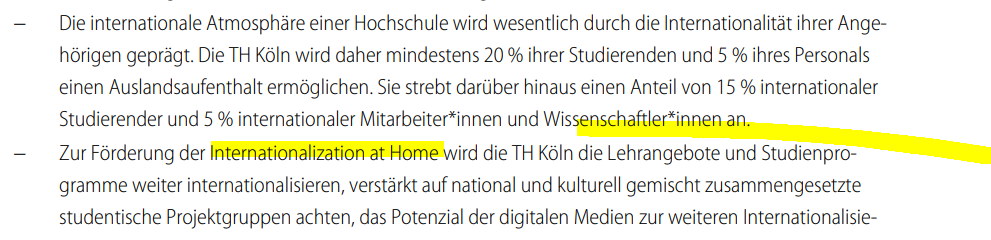 – Die internationale Atmosphäre einer Hochschule wird wesentlich durch die Internationalität ihrer Ange-
hörigen geprägt. Die TH Köln wird daher mindestens 20 % ihrer Studierenden und 5 % ihres Personals
einen Auslandsaufenthalt ermöglichen. Sie strebt darüber hinaus einen Anteil von 15 % internationaler
Studierender und 5 % internationaler Mitarbeiter*innen und Wissenschaftler*innen an.
– Zur Förderung der Internationalization at Home wird die TH Köln die Lehrangebote und Studienpro-
gramme weiter internationalisieren, verstärkt auf national und kulturell gemischt zusammengesetzte
studentische Projektgruppen achten, das Potenzial der digitalen Medien zur weiteren Internationalisie-